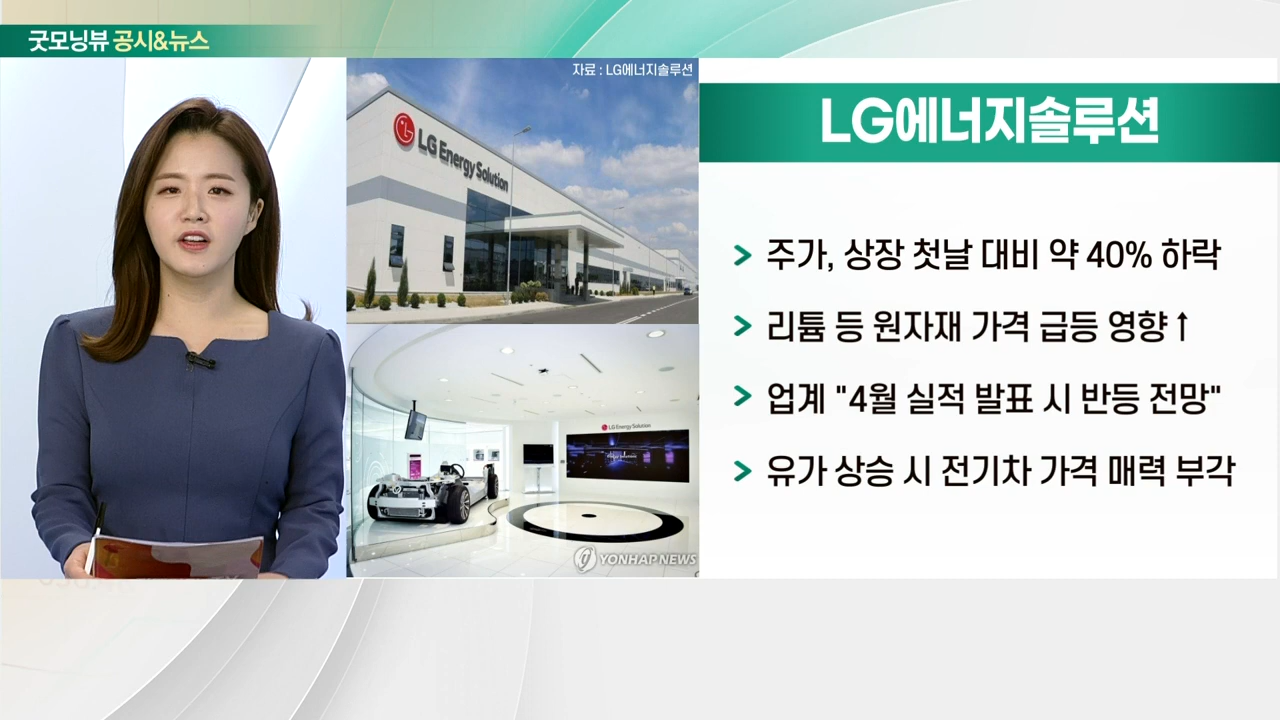 굿모닝뷰 공시&뉴스
자료 : LG에너지솔루션
LG Energy Solution
LG에너지솔루션
주가, 상장 첫날 대비 약 40% 하락
리튬 등 원자재 가격 급등 영향↑
업계 "4월 실적 발표 시 반등 전망"
유가 상승 시 전기차 가격 매력 부각
LG Energy Solution
YONHAP NEWS